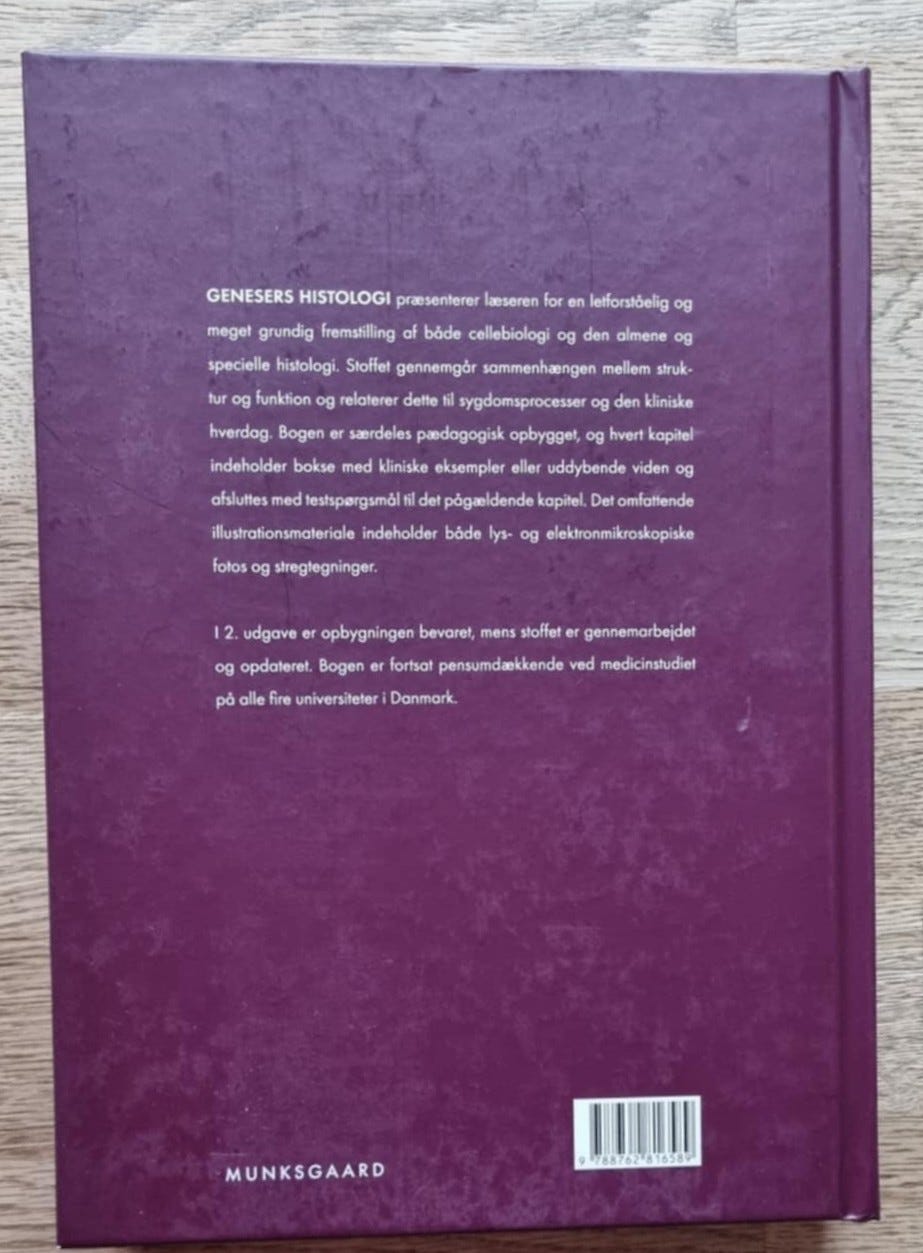 GENESERS HISTOLOGI præsenterer læseren for en letforståelig og
meget grundig fremstilling af både cellebiologi og den almene og
specielle histologi. Stoffet gennemgår sammenhængen mellem struk-
tur og funktion og relaterer dette til sygdomsprocesser og den kliniske
hverdag. Bogen er særdeles pædagogisk opbygget, og hvert kapitel
indeholder bokse med kliniske eksempler eller uddybende viden og
afsluttes med testspørgsmål til det pågældende kapitel. Det omfattende
illustrationsmateriale indeholder både lys- og elektronmikroskopiske
fotos og stregtegninger.
I 2. udgave er opbygningen bevaret, mens stoffet er gennemarbejdet
og opdateret. Bogen er fortsat pensumdækkende ved medicinstudiet
på alle fire universiteter i Danmark.
9 788762 816589
MUNKSGAARD